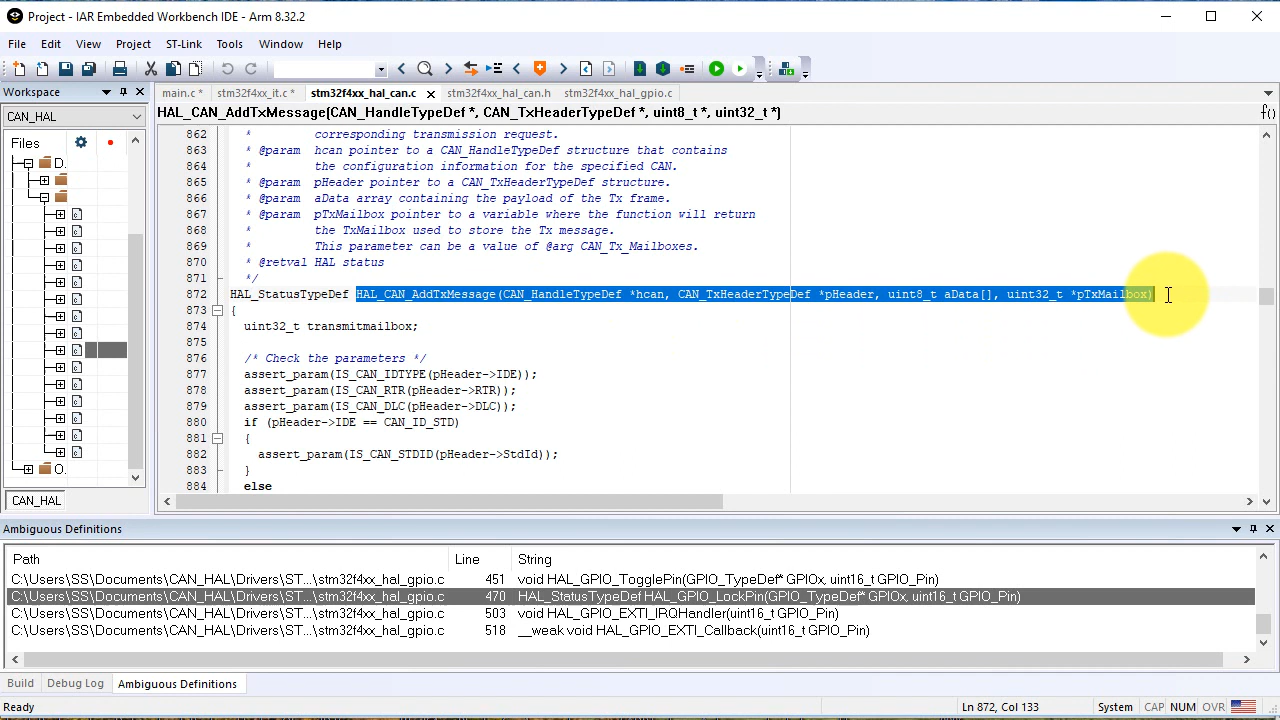 Project - IAR Embedded Workbench IDE - Arm 8.32.2
File Edit View Project ST-Link Tools Window Help
Workspace
main.c * stm32f4xx_it.c * stm32f4xx_hal_can.c stm32f4xx_hal_can.h stm32f4xx_hal_gpio.c
CAN_HAL
HAL_CAN_AddTxMessage(CAN_HandleTypeDef *, CAN_TxHeaderTypeDef *, uint8_t *, uint32_t *)
f()
Files
D.
O.
CAN_HAL
862 * corresponding transmission request.
863 * @param hcan pointer to a CAN_HandleTypeDef structure that contains
864 * the configuration information for the specified CAN.
865 * @param pHeader pointer to a CAN_TxHeaderTypeDef structure.
866 * @param aData array containing the payload of the Tx frame.
867 * @param pTxMailbox pointer to a variable where the function will return
868 * the TxMailbox used to store the Tx message.
869 * This parameter can be a value of @arg CAN_Tx_Mailboxes.
870 * @retval HAL status
871 */
872 HAL_StatusTypeDef HAL_CAN_AddTxMessage(CAN_HandleTypeDef *hcan, CAN_TxHeaderTypeDef *pHeader, uint8_t aData[], uint32_t *pTxMailbox)
873 {
874 uint32_t transmitmailbox;
875
876 /* Check the parameters */
877 assert_param(IS_CAN_IDTYPE(pHeader->IDE));
878 assert_param(IS_CAN_RTR(pHeader->RTR));
879 assert_param(IS_CAN_DLC(pHeader->DLC));
880 if (pHeader->IDE == CAN_ID_STD)
881 {
882 assert_param(IS_CAN_STDID(pHeader->StdId));
883 }
884 else
Ambiguous Definitions
Path Line String
C:\Users\SS\Documents\CAN_HAL\Drivers\ST...\stm32f4xx_hal_gpio.c 451 void HAL_GPIO_TogglePin(GPIO_TypeDef* GPIOx, uint16_t GPIO_Pin)
C:\Users\SS\Documents\CAN_HAL\Drivers\ST...\stm32f4xx_hal_gpio.c 470 HAL_StatusTypeDef HAL_GPIO_LockPin(GPIO_TypeDef* GPIOx, uint16_t GPIO_Pin)
C:\Users\SS\Documents\CAN_HAL\Drivers\ST...\stm32f4xx_hal_gpio.c 503 void HAL_GPIO_EXTI_IRQHandler(uint16_t GPIO_Pin)
C:\Users\SS\Documents\CAN_HAL\Drivers\ST...\stm32f4xx_hal_gpio.c 518 __weak void HAL_GPIO_EXTI_Callback(uint16_t GPIO_Pin)
Build Debug Log Ambiguous Definitions
Ready Ln 872, Col 133 System CAP NUM OVR